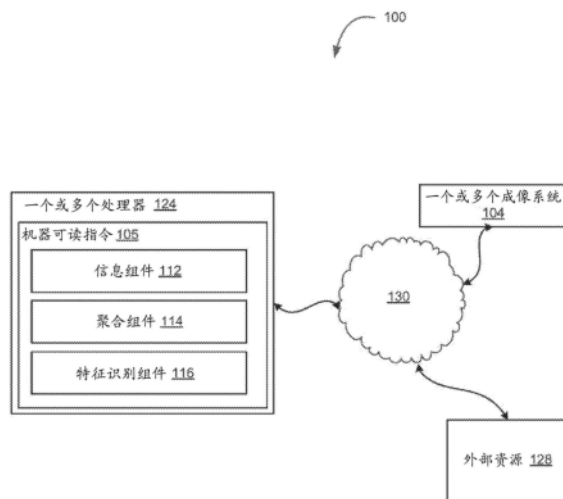 100
一个或多个处理器 124
机器可读指令 105
信息组件 112
聚合组件 114
特征识别组件 116
一个或多个成像系统
104
130
外部资源 128